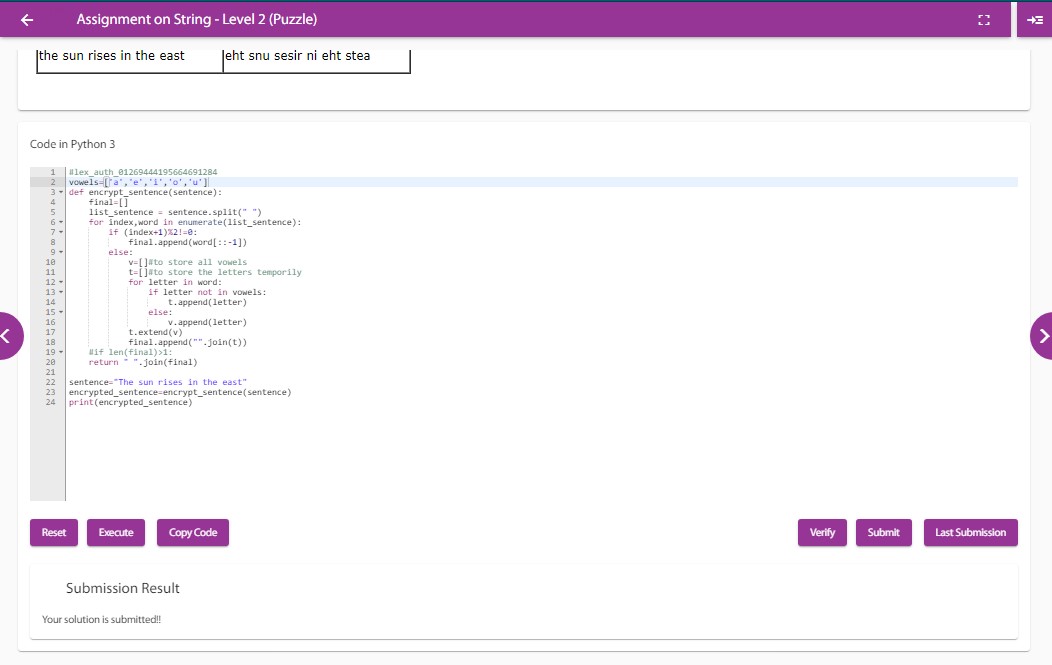 Assignment on String - Level 2 (Puzzle)
the sun rises in the east eht snu sesir ni eht stea
Code in Python 3
1 #lex_auth_012694441956646​91284
2 vowels=['a','e','i','o','u']
3 def encrypt_sentence(sentence):
4 final=[]
5 list_sentence = sentence.split(" ")
6 for index,word in enumerate(list_sentence):
7 if (index+1)%2!=0:
8 final.append(word[::-1])
9 else:
10 v=[]#to store all vowels
11 t=[]#to store the letters temporily
12 for letter in word:
13 if letter not in vowels:
14 t.append(letter)
15 else:
16 v.append(letter)
17 t.extend(v)
18 final.append("".join(t))
19 #if len(final)>1:
20 return " ".join(final)
21
22 sentence="The sun rises in the east"
23 encrypted_sentence=encrypt_sentence(sentence)
24 print(encrypted_sentence)
Reset Execute Copy Code Verify Submit Last Submission
Submission Result
Your solution is submitted!!